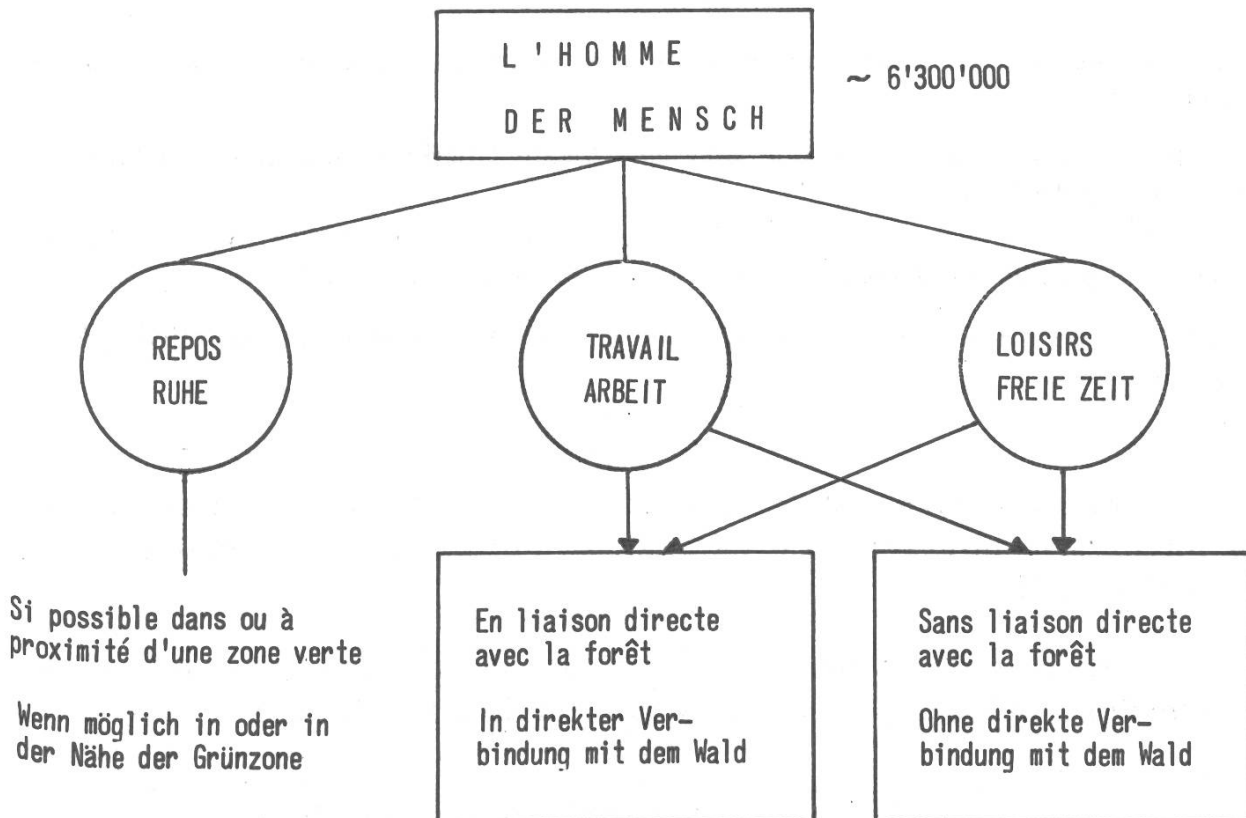 L'HOMME
DER MENSCH
~ 6'300'000
REPOS
RUHE
TRAVAIL
ARBEIT
LOISIRS
FREIE ZEIT
Si possible dans ou à
proximité d'une zone verte
Wenn möglich in oder in
der Nähe der Grünzone
En liaison directe
avec la forêt
In direkter Ver-
bindung mit dem Wald
Sans liaison directe
avec la forêt
Ohne direkte Ver-
bindung mit dem Wald